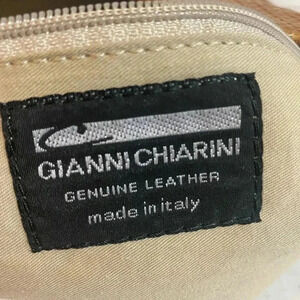 GIANNI CHIARINI
GENUINE LEATHER
made in italy